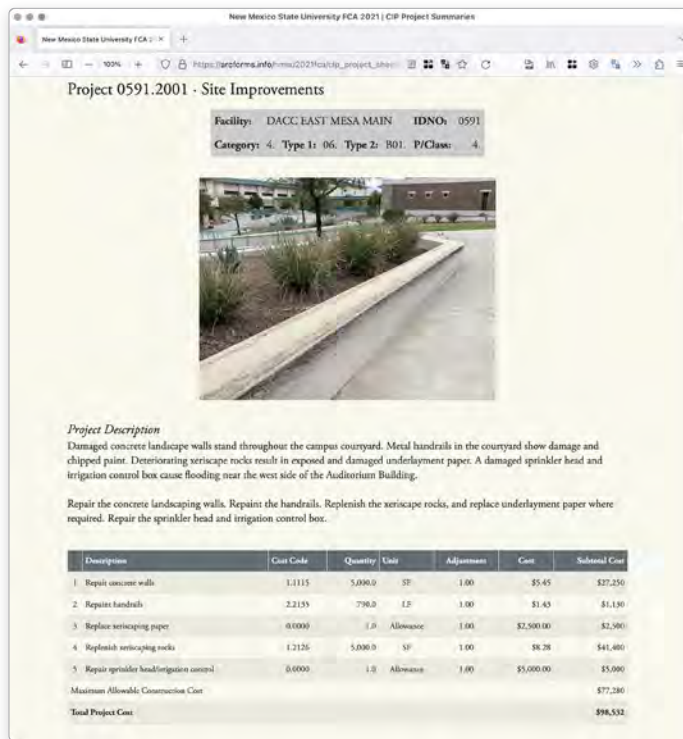 New Mexico State University FCA 2021 | CIP Project Summaries
New Mexico State University FCA 2
100%
Project 0591.2001 · Site Improvements
Facility: DACC EAST MESA MAIN IDNO: 0591
Category: 4. Type 1: 06. Type 2: B01. P/Class: 4.
Project Description
Damaged concrete landscape walls stand throughout the campus courtyard. Metal handrails in the courtyard show damage and
chipped paint. Deteriorating xeriscape rocks result in exposed and damaged underlayment paper. A damaged sprinkler head and
irrigation control box cause flooding near the west side of the Auditorium Building.
Repair the concrete landscaping walls. Repaint the handrails. Replenish the xeriscape rocks, and replace underlayment paper where
required. Repair the sprinkler head and irrigation control box.
Description Cost Code Quantity Unit Adjustment Cost Subtotal Cost
1 Repair concrete walls 1.1115 5,000.0 SF 1.00 $5.45 $27,250
2 Repaint handrails 790.0 LF 1.00 $1.43 $1,130
3 Replace xeriscaping paper 0.0000 1.0 Allowance 1.00 $2,500.00 $2,500
4 Replenish xeriscaping rocks 1.2126 5,000.0 SF 1.00 $8.28 $41,400
5 Repair sprinkler head/irrigation control 0.0000 1.0 Allowance 1.00 $5,000.00 $5,000
Maximum Allowable Construction Cost $77,280
Total Project Cost $98,532